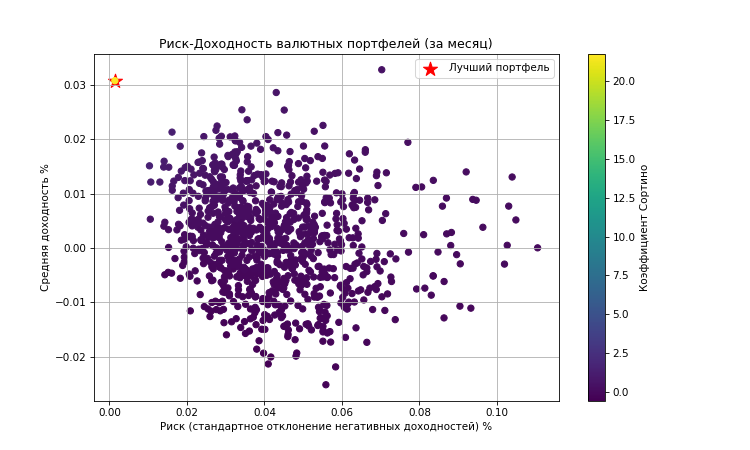 Риск-Доходность валютных портфелей (за месяц)
Лучший портфель
Средняя доходность %
0.03
0.02
0.01
0.00
−0.01
−0.02
0.00 0.02 0.04 0.06 0.08 0.10
Риск (стандартное отклонение негативных доходностей) %
20.0
17.5
15.0
12.5
10.0
7.5
5.0
2.5
0.0
Коэффициент Сортино